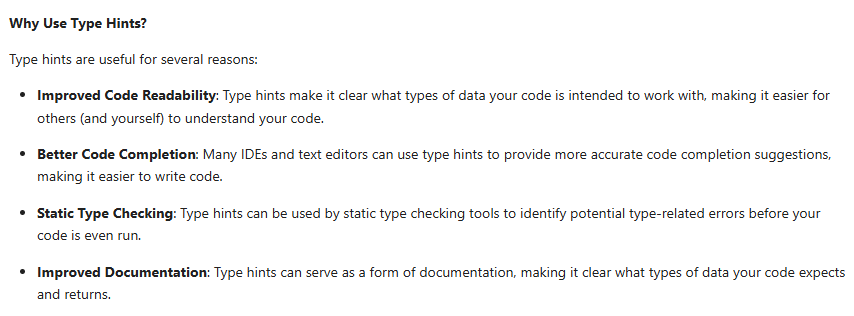 Why Use Type Hints?
Type hints are useful for several reasons:
• Improved Code Readability: Type hints make it clear what types of data your code is intended to work with, making it easier for
others (and yourself) to understand your code.
• Better Code Completion: Many IDEs and text editors can use type hints to provide more accurate code completion suggestions,
making it easier to write code.
• Static Type Checking: Type hints can be used by static type checking tools to identify potential type-related errors before your
code is even run.
• Improved Documentation: Type hints can serve as a form of documentation, making it clear what types of data your code expects
and returns.